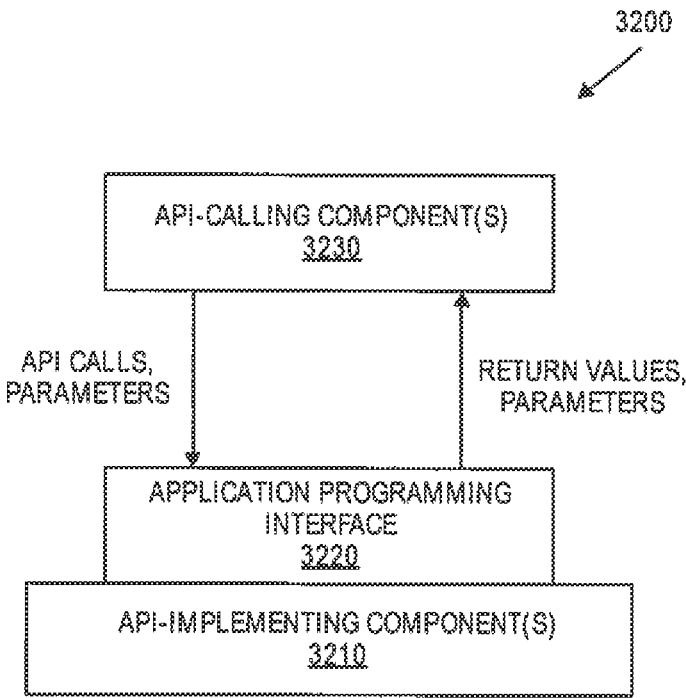 3200
API-CALLING COMPONENT(S)
3230
API CALLS,
PARAMETERS
RETURN VALUES,
PARAMETERS
APPLICATION PROGRAMMING
INTERFACE
3220
API-IMPLEMENTING COMPONENT(S)
3210